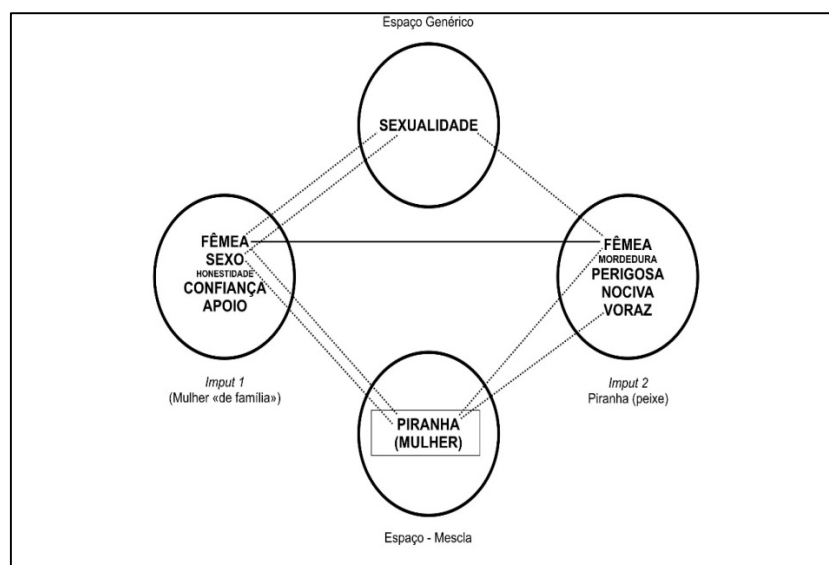 Espaço Genérico
SEXUALIDADE
FÊMEA
SEXO
HONESTIDADE
CONFIANÇA
APOIO
Imput 1
(Mulher «de família»)
FÊMEA
MORDEDURA
PERIGOSA
NOCIVA
VORAZ
Imput 2
Piranha (peixe)
PIRANHA
(MULHER)
Espaço - Mescla